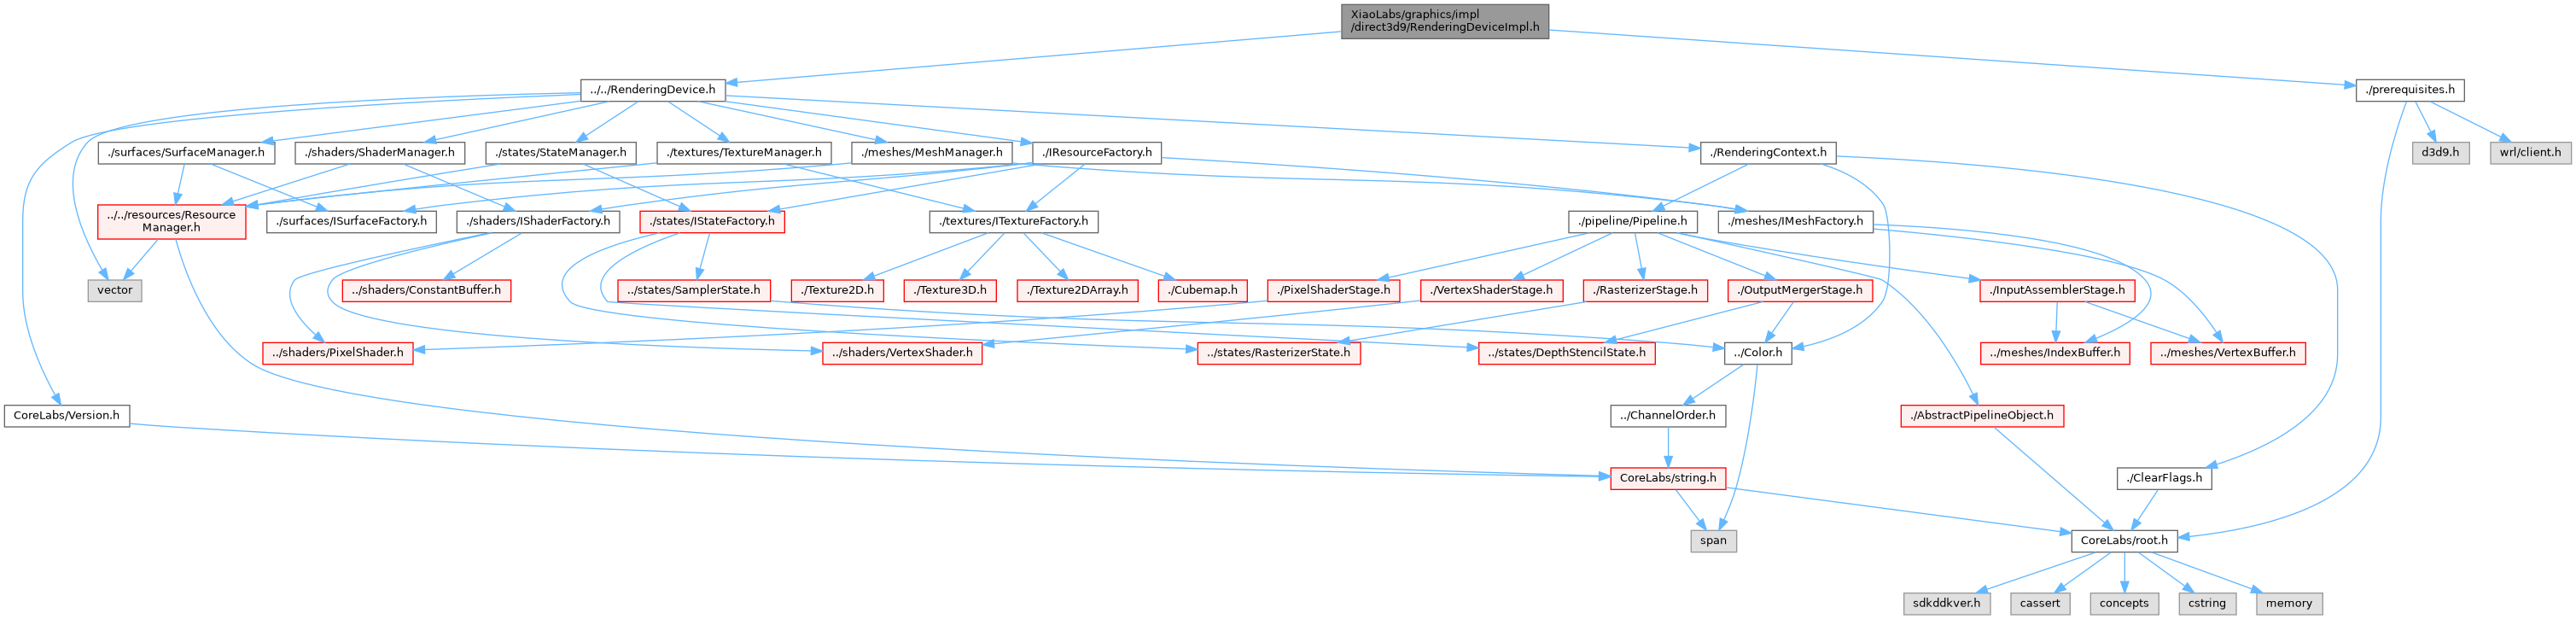 XiaoLabs/graphics/impl
/direct3d9/RenderingDeviceImpl.h
../../RenderingDevice.h
./prerequisites.h
./surfaces/SurfaceManager.h
./shaders/ShaderManager.h
./states/StateManager.h
./textures/TextureManager.h
./meshes/MeshManager.h
./IResourceFactory.h
./RenderingContext.h
d3d9.h
wrl/client.h
../../resources/Resource
Manager.h
./surfaces/ISurfaceFactory.h
./shaders/IShaderFactory.h
./states/IStateFactory.h
./textures/ITextureFactory.h
./pipeline/Pipeline.h
./meshes/IMeshFactory.h
vector
../shaders/ConstantBuffer.h
../states/SamplerState.h
./Texture2D.h
./Texture3D.h
./Texture2DArray.h
./Cubemap.h
./PixelShaderStage.h
./VertexShaderStage.h
./RasterizerStage.h
./OutputMergerStage.h
./InputAssemblerStage.h
../shaders/PixelShader.h
../shaders/VertexShader.h
../states/RasterizerState.h
../states/DepthStencilState.h
../Color.h
../meshes/IndexBuffer.h
../meshes/VertexBuffer.h
CoreLabs/Version.h
../ChannelOrder.h
./AbstractPipelineObject.h
CoreLabs/string.h
./ClearFlags.h
span
CoreLabs/root.h
sdkddkver.h
cassert
concepts
cstring
memory